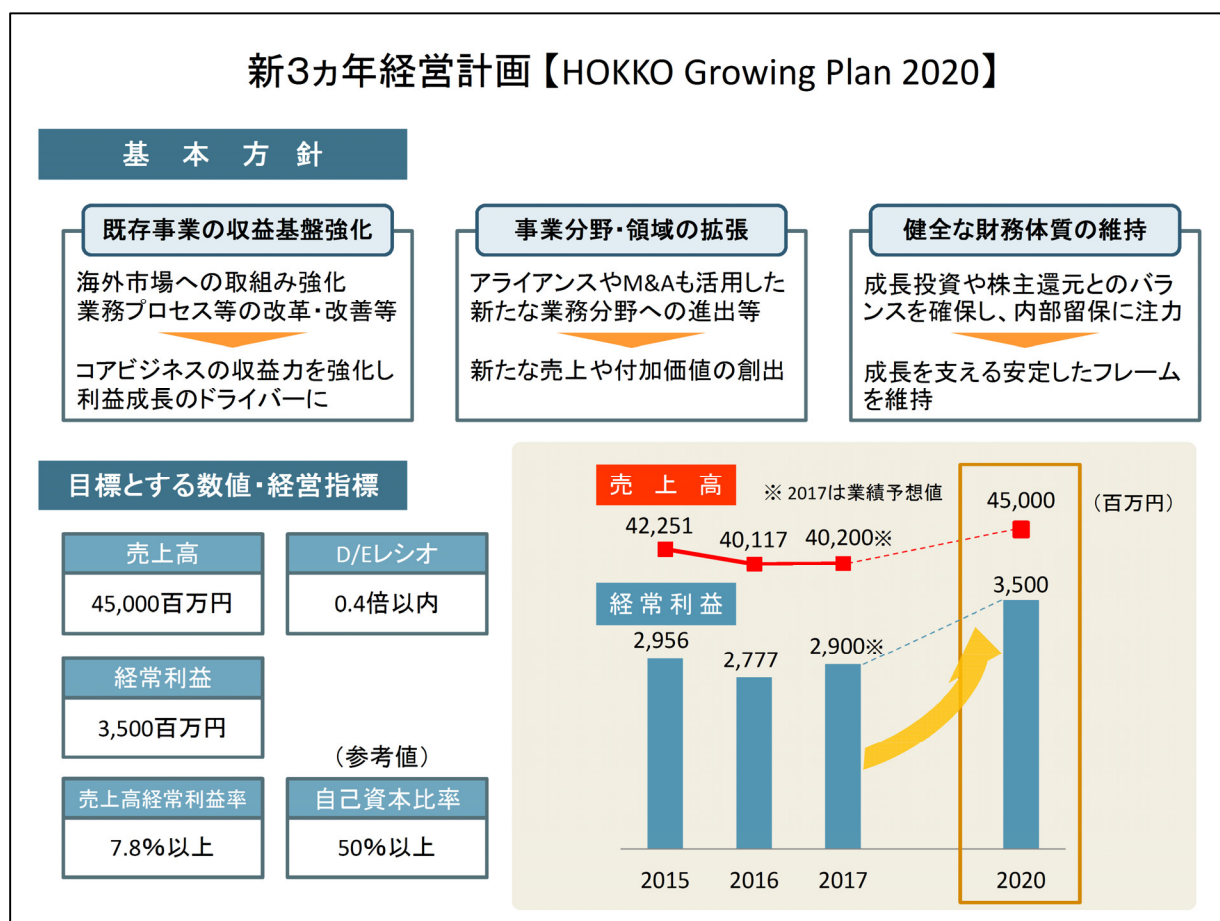 新３ヵ年経営計画【HOKKO Growing Plan 2020】
基本方針
既存事業の収益基盤強化
海外市場への取組み強化
業務プロセス等の改革・改善等
コアビジネスの収益力を強化し
利益成長のドライバーに
事業分野・領域の拡張
アライアンスやM&Aも活用した
新たな業務分野への進出等
新たな売上や付加価値の創出
健全な財務体質の維持
成長投資や株主還元とのバラ
ンスを確保し、内部留保に注力
成長を支える安定したフレーム
を維持
目標とする数値・経営指標
売上高
45,000百万円
D/Eレシオ
0.4倍以内
経常利益
3,500百万円
売上高経常利益率
7.8%以上
（参考値）
自己資本比率
50%以上
売上高
※ 2017は業績予想値
（百万円）
42,251
40,117
40,200※
45,000
経常利益
2,956
2,777
2,900※
3,500
2015
2016
2017
2020